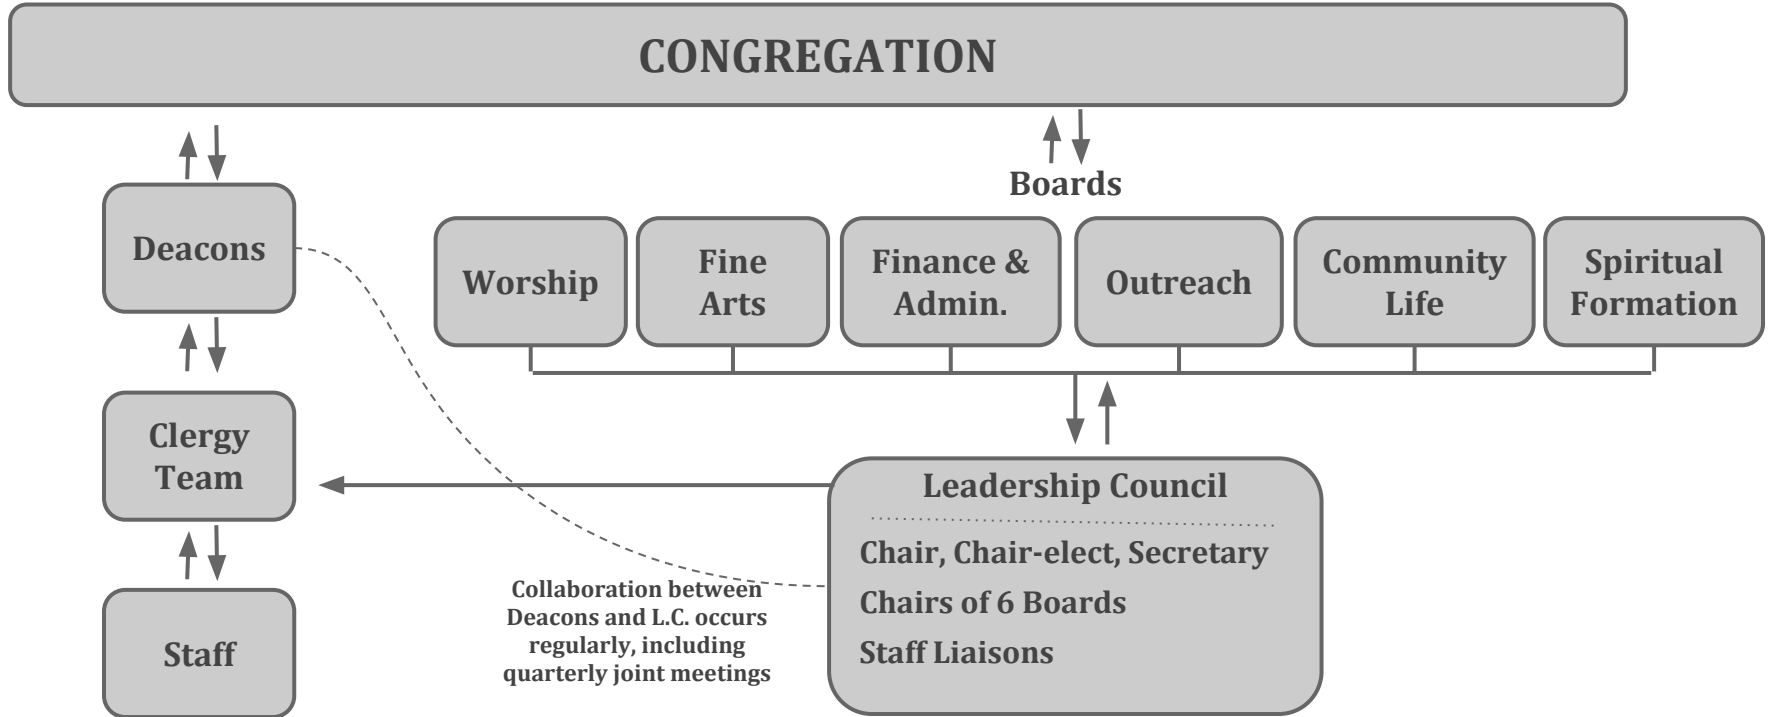 CONGREGATION
Boards
Deacons
Worship
Fine
Arts
Finance &
Admin.
Outreach
Community
Life
Spiritual
Formation
Clergy
Team
Leadership Council
Chair, Chair-elect, Secretary
Chairs of 6 Boards
Staff Liaisons
Collaboration between
Deacons and L.C. occurs
regularly, including
quarterly joint meetings
Staff